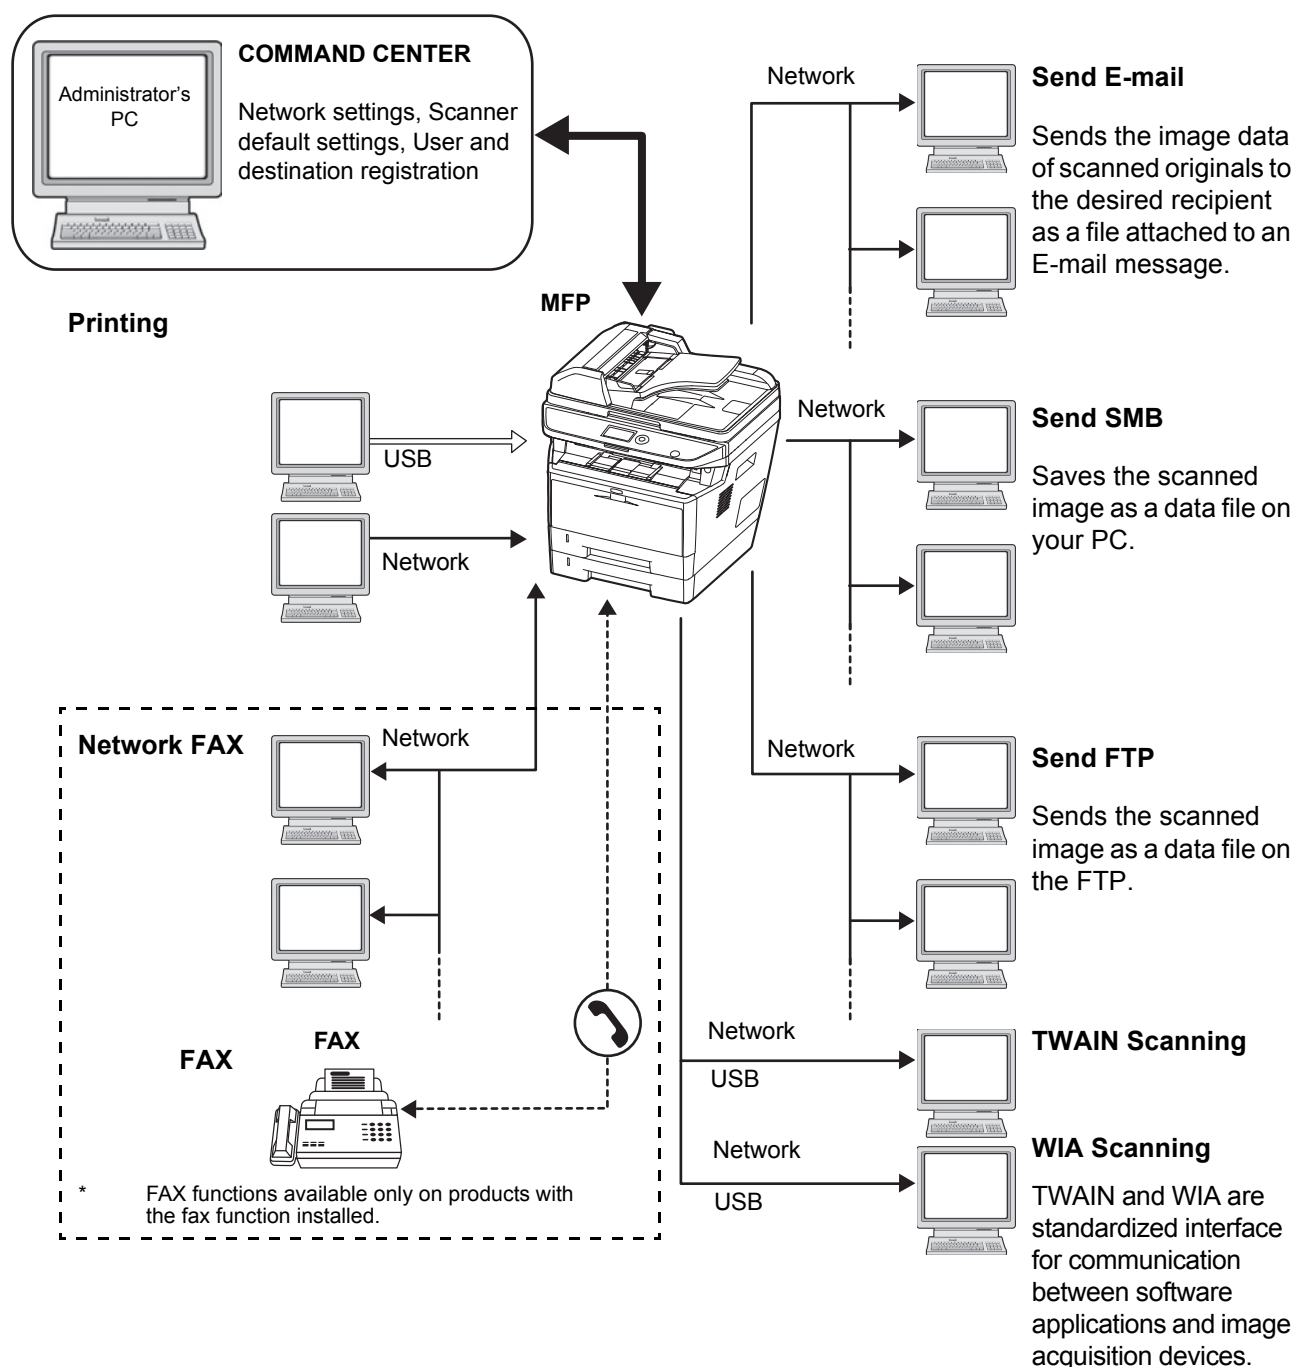 COMMAND CENTER
Administrator's
PC
Network settings, Scanner
default settings, User and
destination registration
Printing
MFP
USB
Network
Network
Send E-mail
Sends the image data
of scanned originals to
the desired recipient
as a file attached to an
E-mail message.
Network
Send SMB
Saves the scanned
image as a data file on
your PC.
Network
Send FTP
Sends the scanned
image as a data file on
the FTP.
Network FAX
Network
FAX
FAX
* FAX functions available only on products with
the fax function installed.
Network
USB
TWAIN Scanning
Network
USB
WIA Scanning
TWAIN and WIA are
standardized interface
for communication
between software
applications and image
acquisition devices.